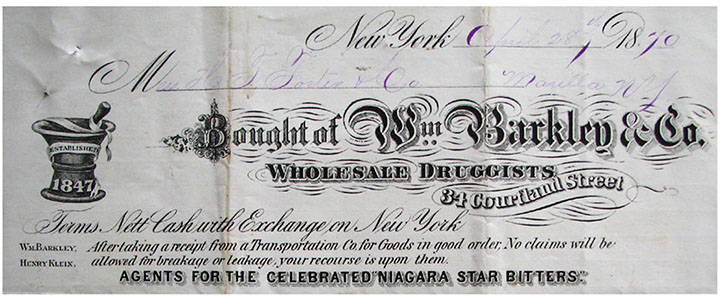 New York April 28th 1870
M Foster & Co
Bought of Wm Barkley & Co.
ESTABLISHED
1847
WHOLESALE DRUGGISTS
34 Courtland Street
Terms, Nett Cash with Exchange on New York
WM. BARKLEY, After taking a receipt from a Transportation Co. for Goods in good order, No claims will be
HENRY KLEIN, allowed for breakage or leakage, your recourse is upon them.
AGENTS FOR THE CELEBRATED "NIAGARA STAR BITTERS".